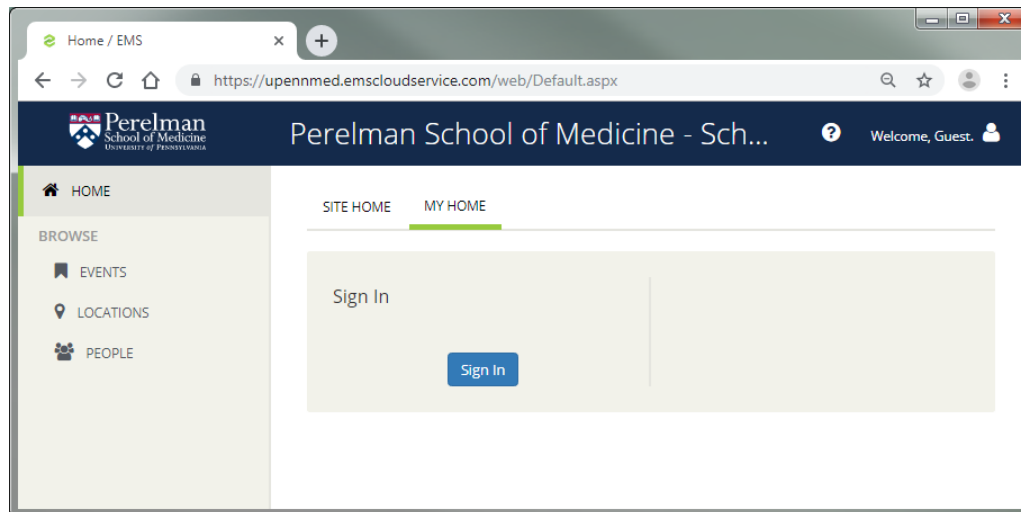 Home / EMS
https://upennmed.emscloudservice.com/web/Default.aspx
Perelman
School of Medicine
UNIVERSITY of PENNSYLVANIA
Perelman School of Medicine - Sch...
Welcome, Guest.
HOME
SITE HOME MY HOME
BROWSE
EVENTS
LOCATIONS
PEOPLE
Sign In
Sign In